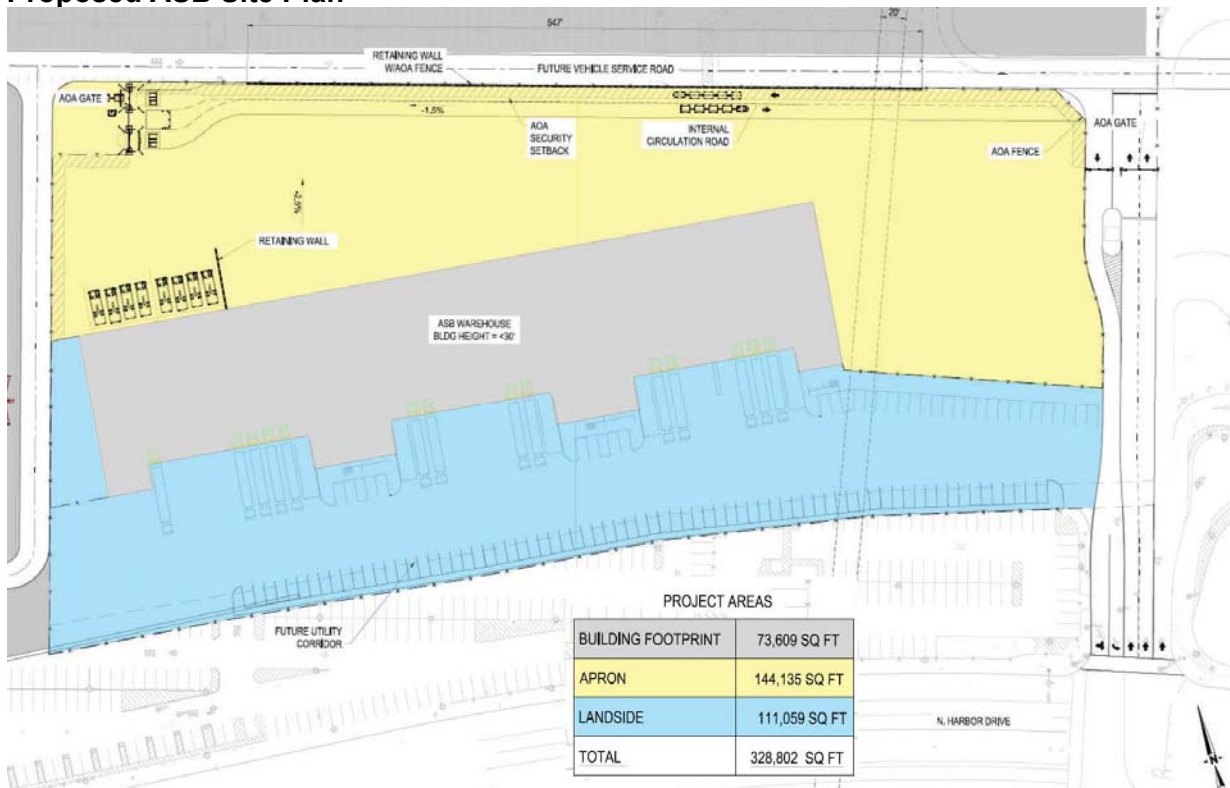 Proposed ASB Site Plan
547'
20'
RETAINING WALL
W/AOA FENCE
FUTURE VEHICLE SERVICE ROAD
AOA GATE
-1.5%
AOA
SECURITY
SETBACK
INTERNAL
CIRCULATION ROAD
AOA FENCE
AOA GATE
RETAINING WALL
ASB WAREHOUSE
BLDG HEIGHT = <30'
FUTURE UTILITY
CORRIDOR
PROJECT AREAS
BUILDING FOOTPRINT 73,609 SQ FT
APRON 144,135 SQ FT
LANDSIDE 111,059 SQ FT
TOTAL 328,802 SQ FT
N. HARBOR DRIVE
N